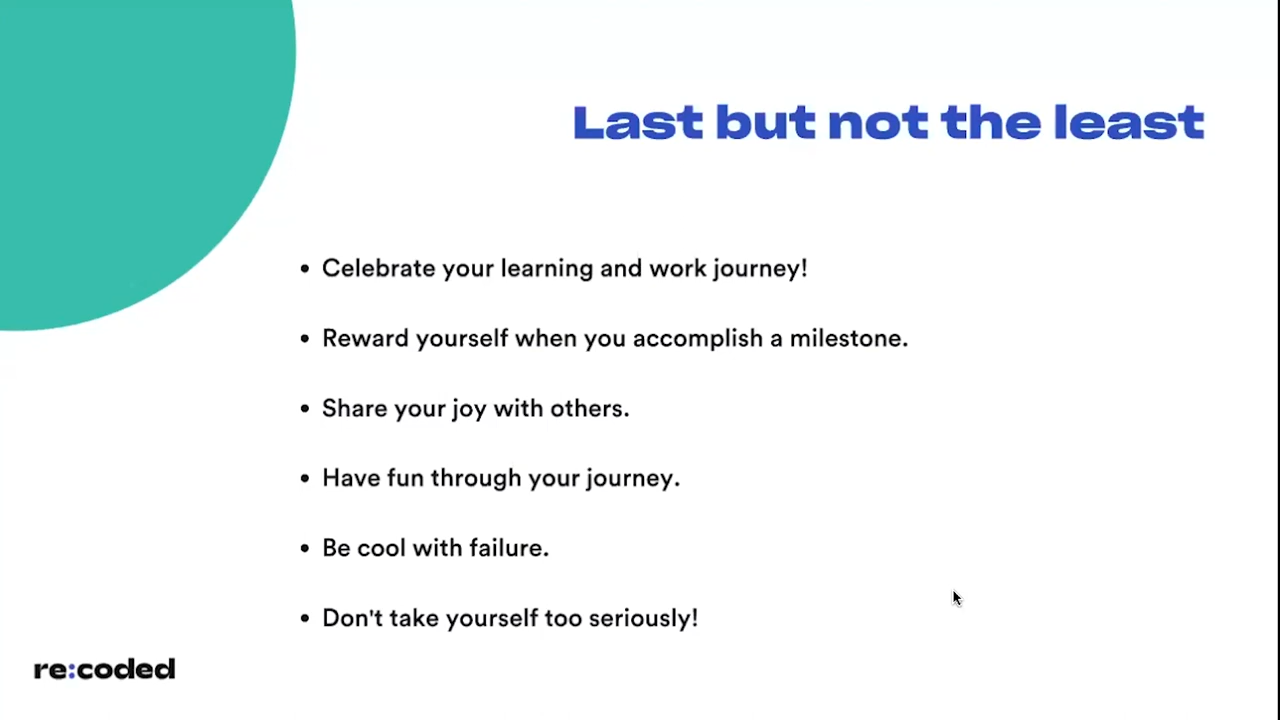 Last but not the least
• Celebrate your learning and work journey!
• Reward yourself when you accomplish a milestone.
• Share your joy with others.
• Have fun through your journey.
• Be cool with failure.
• Don't take yourself too seriously!
re:coded